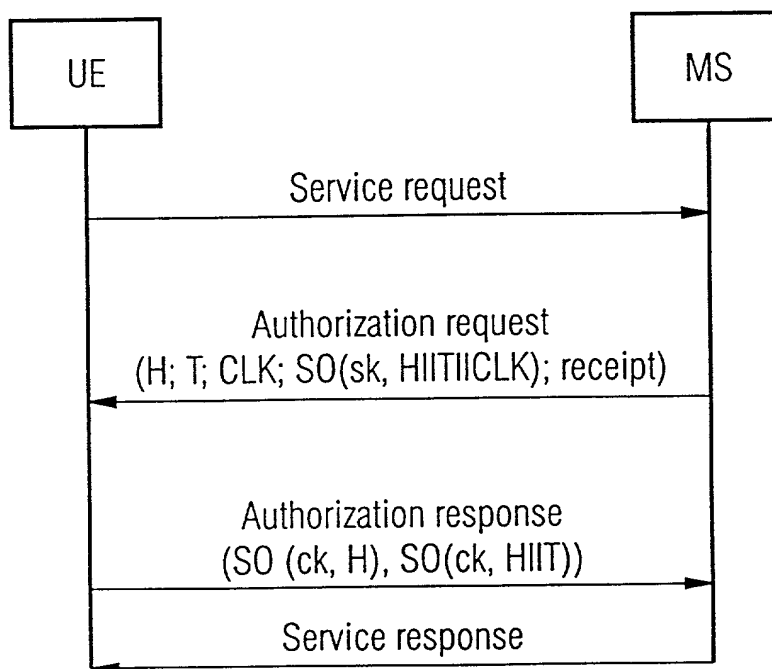 UE
MS
Service request
Authorization request
(H; T; CLK; SO(sk, HIITIICLK); receipt)
Authorization response
(SO (ck, H), SO(ck, HIIT))
Service response